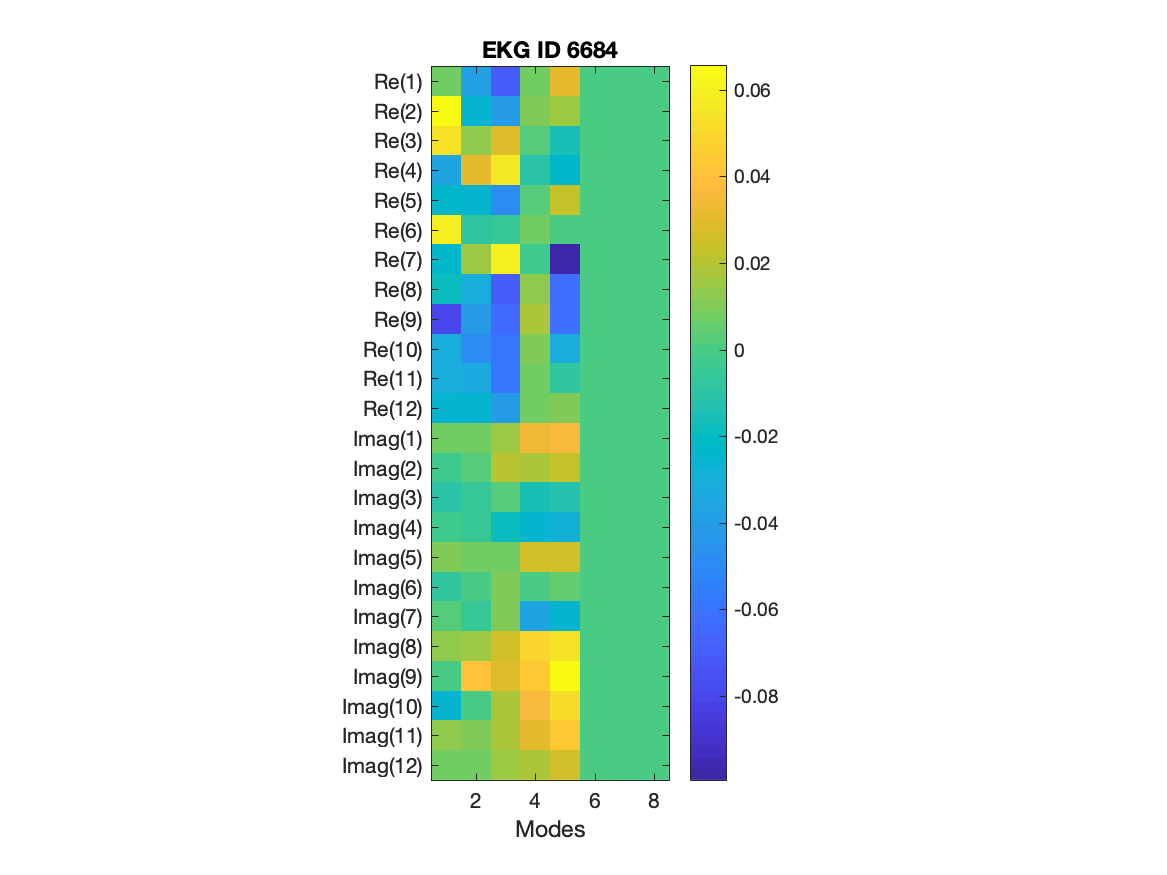 EKG ID 6684
Re(1)
Re(2)
Re(3)
Re(4)
Re(5)
Re(6)
Re(7)
Re(8)
Re(9)
Re(10)
Re(11)
Re(12)
Imag(1)
Imag(2)
Imag(3)
Imag(4)
Imag(5)
Imag(6)
Imag(7)
Imag(8)
Imag(9)
Imag(10)
Imag(11)
Imag(12)
2 4 6 8
Modes
0.06
0.04
0.02
0
-0.02
-0.04
-0.06
-0.08